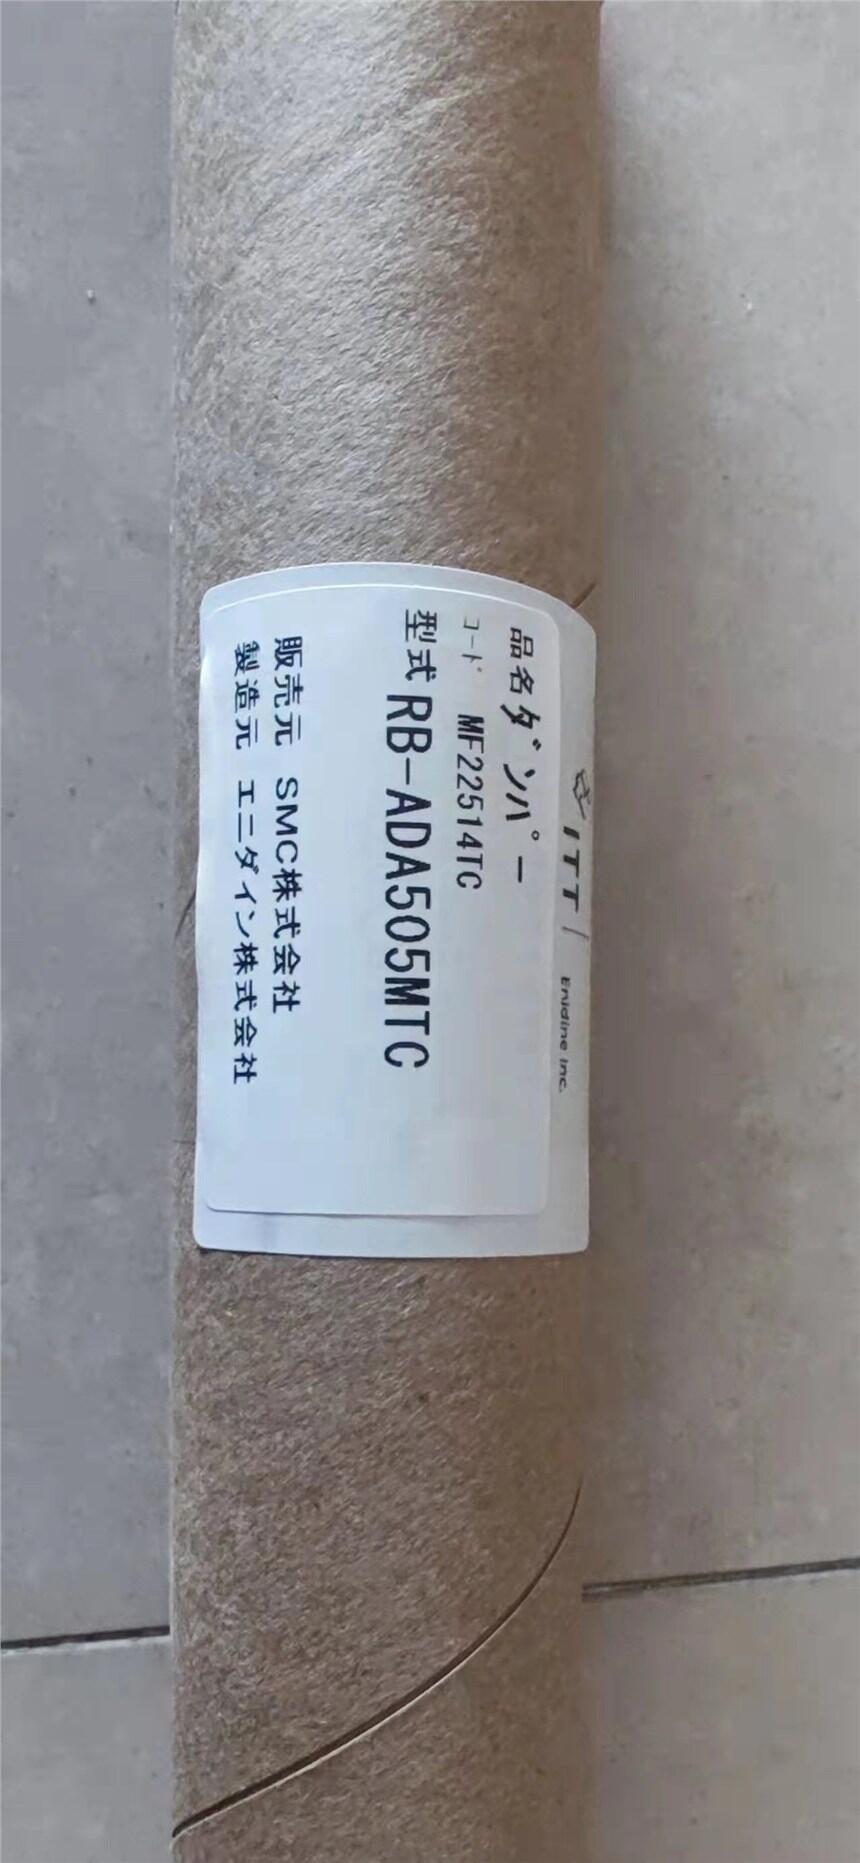 ITT / Enidine Inc.
品名 ダンパー
コード MF22514TC
型式 RB-ADA505MTC
販売元 SMC株式会社
製造元 エニダイン株式会社